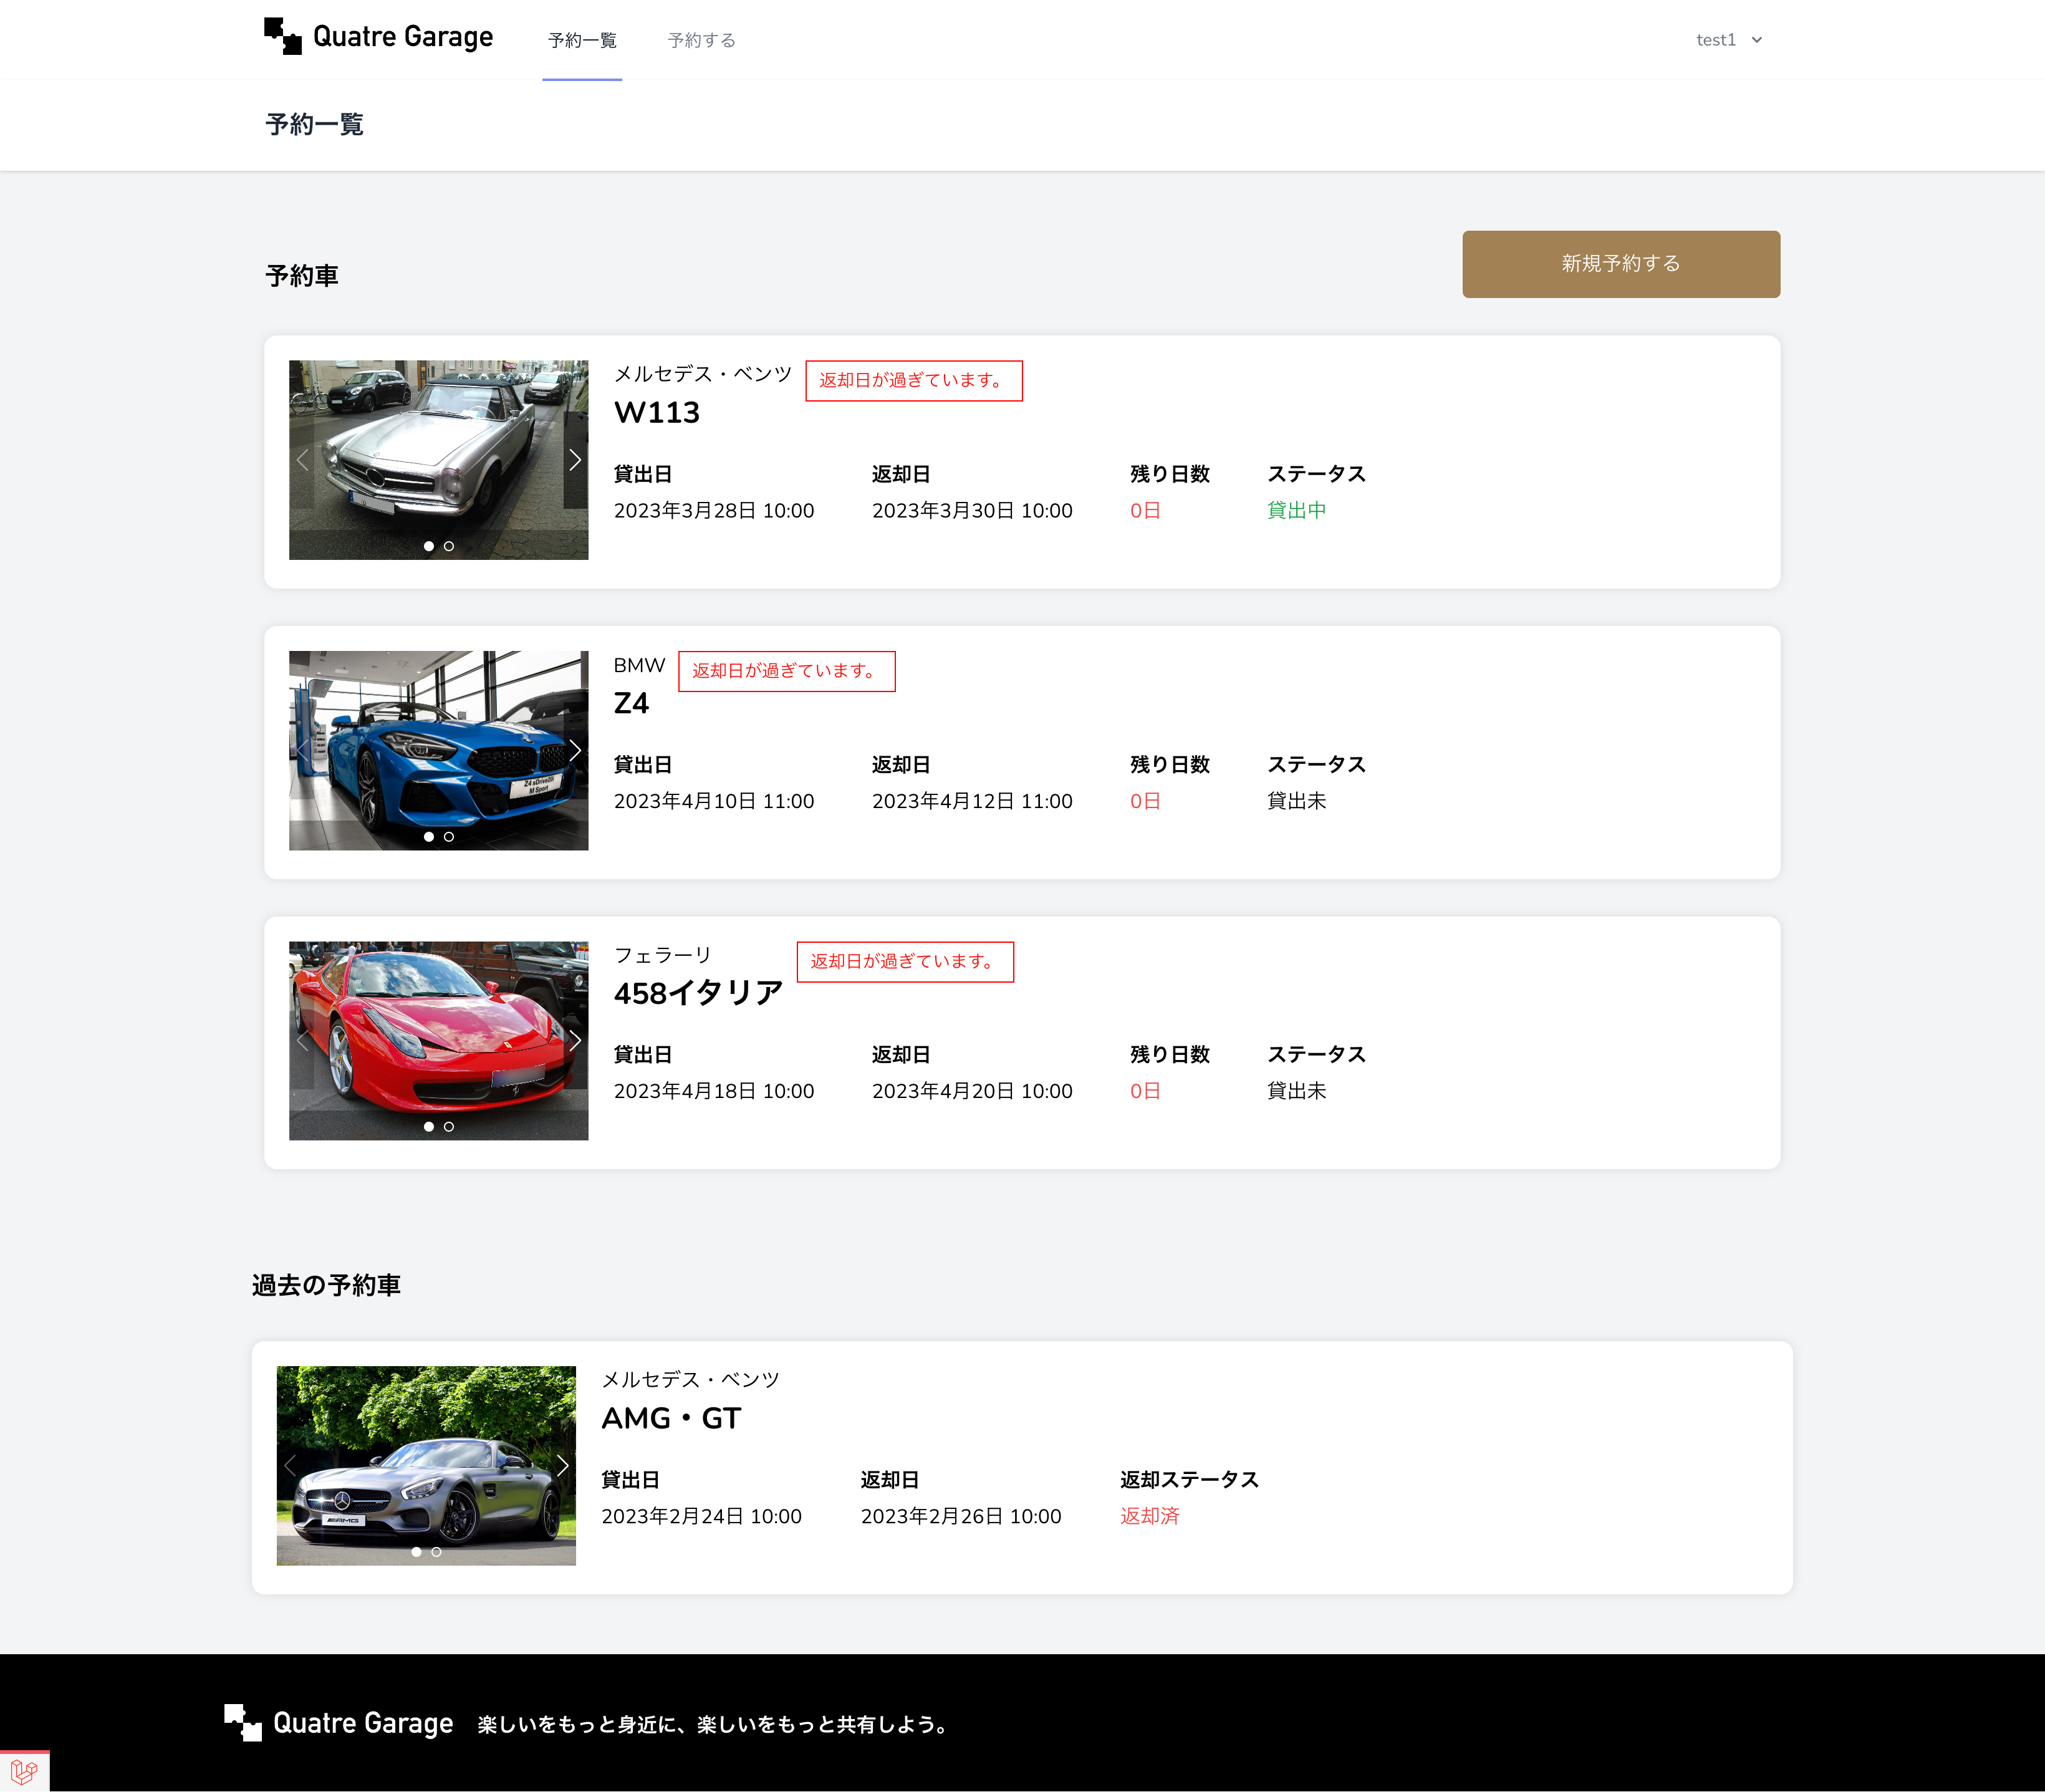 Quatre Garage
予約一覧
予約する
test1
予約一覧
予約車
新規予約する
メルセデス・ベンツ
返却日が過ぎています。
W113
貸出日 返却日 残り日数 ステータス
2023年3月28日 10:00 2023年3月30日 10:00 0日 貸出中
BMW
返却日が過ぎています。
Z4
貸出日 返却日 残り日数 ステータス
2023年4月10日 11:00 2023年4月12日 11:00 0日 貸出未
Z4 sDrive20i
M Sport
フェラーリ
返却日が過ぎています。
458イタリア
貸出日 返却日 残り日数 ステータス
2023年4月18日 10:00 2023年4月20日 10:00 0日 貸出未
過去の予約車
メルセデス・ベンツ
AMG・GT
貸出日 返却日 返却ステータス
2023年2月24日 10:00 2023年2月26日 10:00 返却済
AMG
Quatre Garage
楽しいをもっと身近に、楽しいをもっと共有しよう。